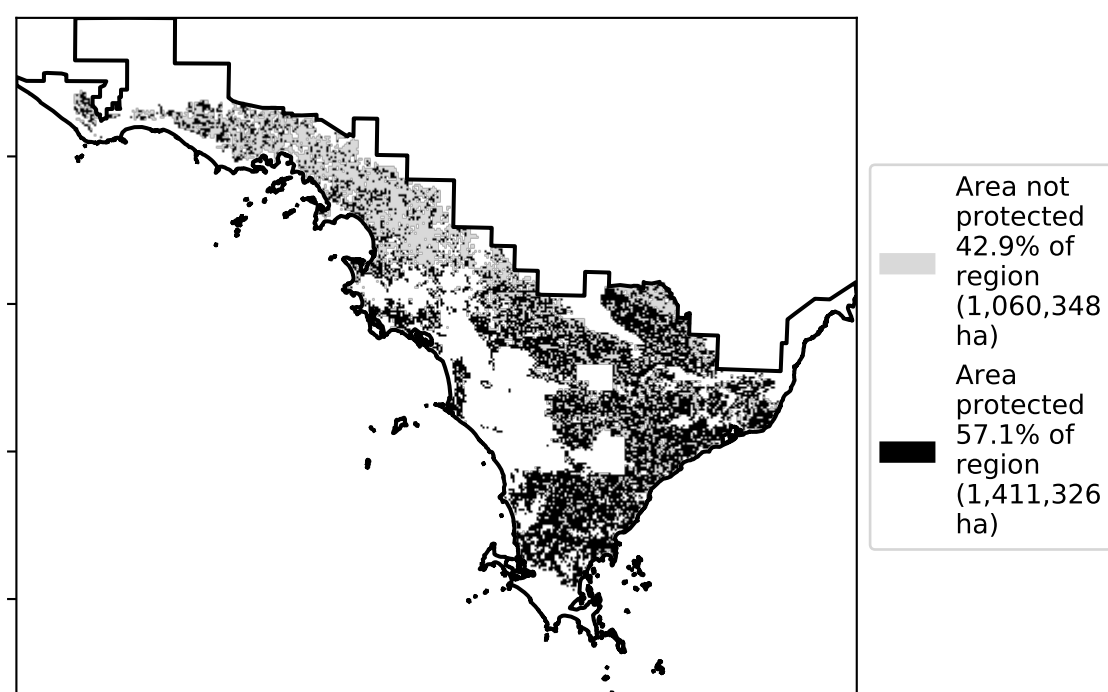 Area not
protected
42.9% of
region
(1,060,348
ha)
Area
protected
57.1% of
region
(1,411,326
ha)